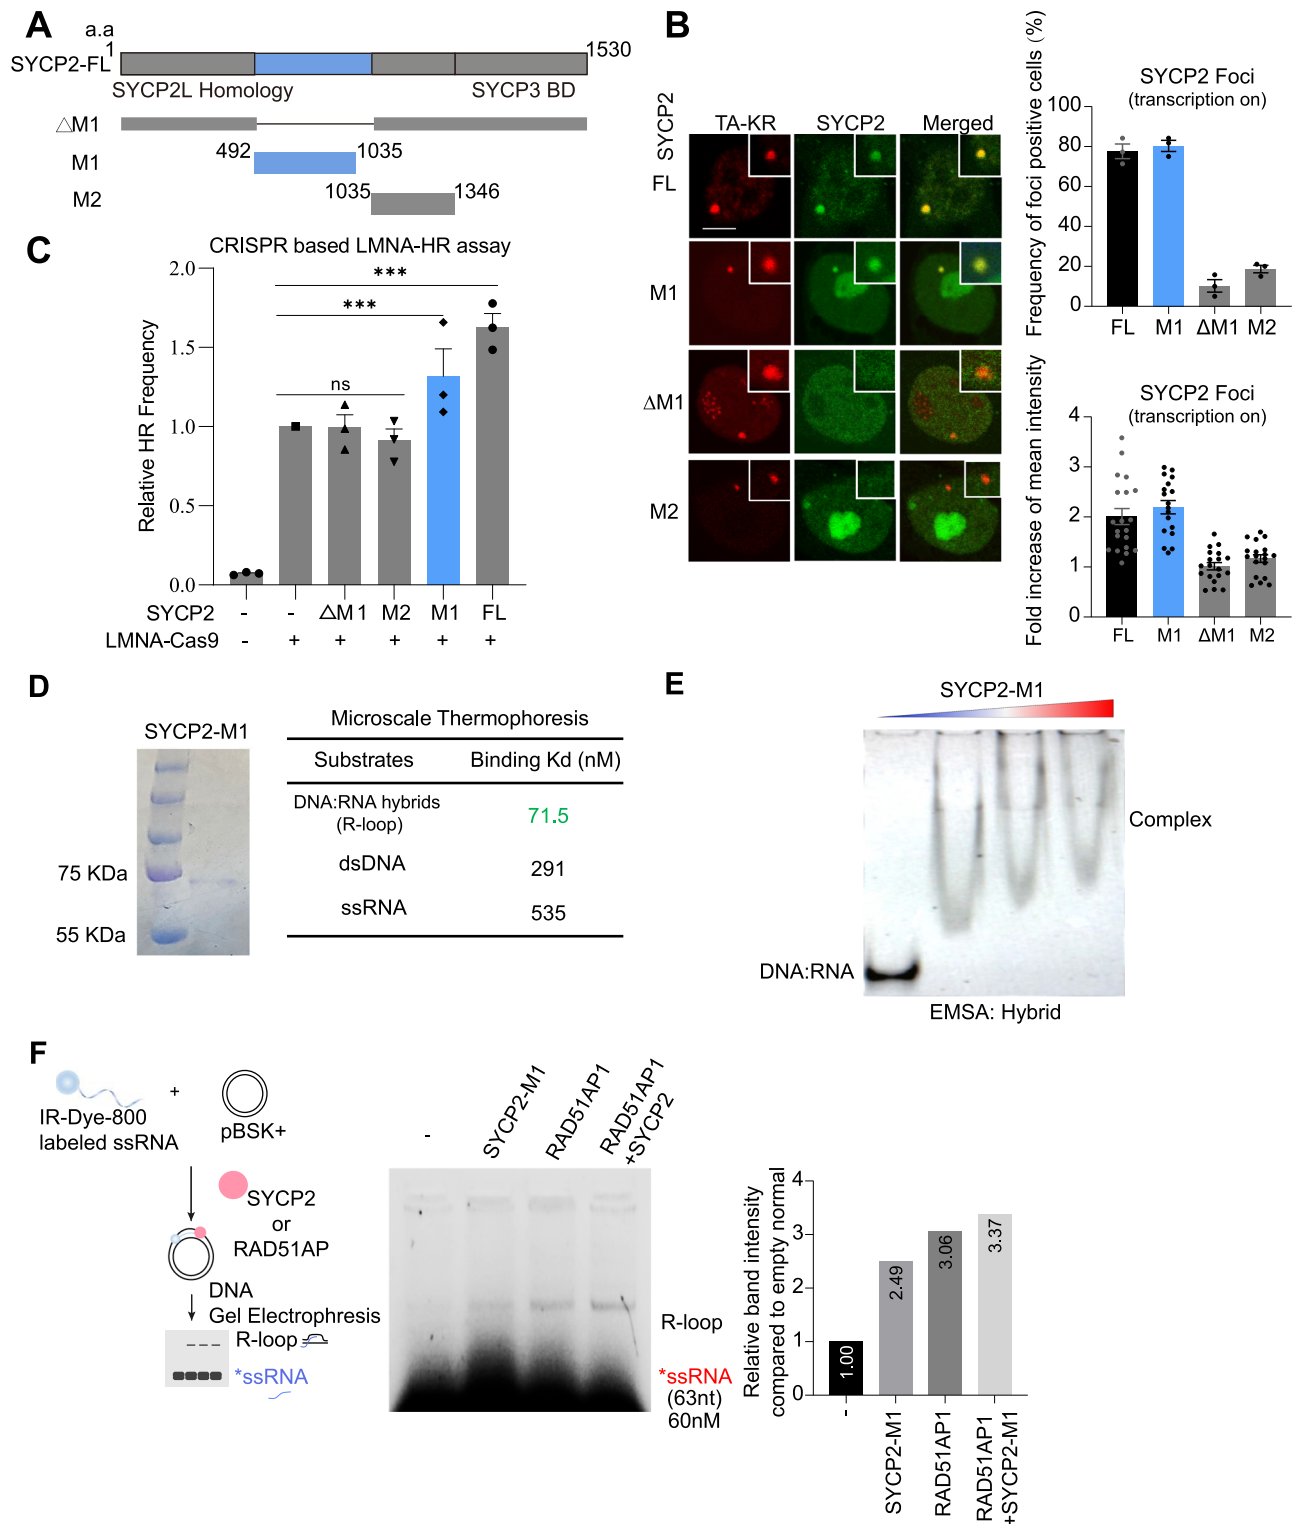 A
a.a
1
1530
SYCP2-FL
SYCP2L Homology
SYCP3 BD
△M1
492
1035
M1
1035
1346
M2
B
SYCP2
TA-KR
SYCP2
Merged
FL
M1
ΔM1
M2
Frequency of foci positive cells (%)
SYCP2 Foci
(transcription on)
100
80
60
40
20
0
FL
M1
ΔM1
M2
Fold increase of mean intensity
SYCP2 Foci
(transcription on)
4
3
2
1
0
FL
M1
ΔM1
M2
C
CRISPR based LMNA-HR assay
Relative HR Frequency
2.0
1.5
1.0
0.5
0.0
***
***
ns
SYCP2
-
-
△M1
M2
M1
FL
LMNA-Cas9
-
+
+
+
+
+
D
SYCP2-M1
75 KDa
55 KDa
Microscale Thermophoresis
Substrates
Binding Kd (nM)
DNA:RNA hybrids
(R-loop)
71.5
dsDNA
291
ssRNA
535
E
SYCP2-M1
Complex
DNA:RNA
EMSA: Hybrid
F
+
IR-Dye-800
labeled ssRNA
pBSK+
SYCP2
or
RAD51AP
DNA
Gel Electrophresis
R-loop
*ssRNA
-
SYCP2-M1
RAD51AP1
RAD51AP1
+SYCP2
R-loop
*ssRNA
(63nt)
60nM
Relative band intensity
compared to empty normal
4
3
2
1
0
1.00
2.49
3.06
3.37
-
SYCP2-M1
RAD51AP1
RAD51AP1
+SYCP2-M1